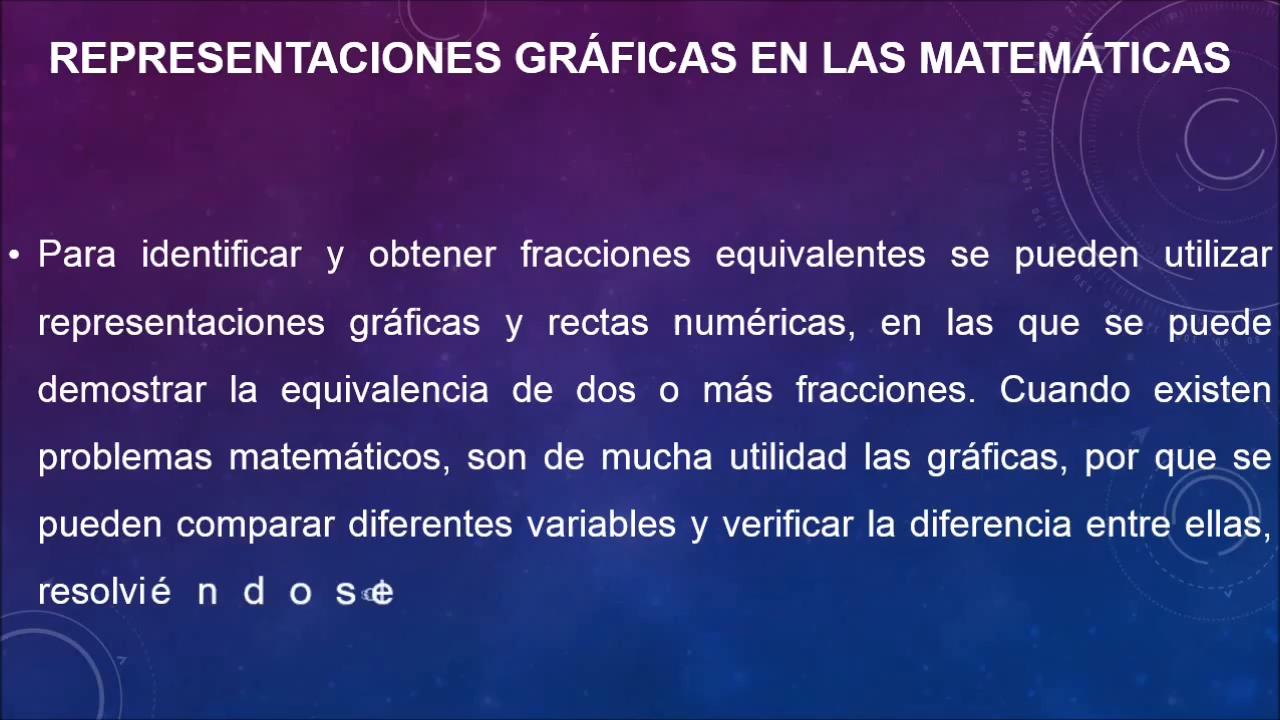 REPRESENTACIONES GRÁFICAS EN LAS MATEMÁTICAS
• Para identificar y obtener fracciones equivalentes se pueden utilizar
representaciones gráficas y rectas numéricas, en las que se puede
demostrar la equivalencia de dos o más fracciones. Cuando existen
problemas matemáticos, son de mucha utilidad las gráficas, por que se
pueden comparar diferentes variables y verificar la diferencia entre ellas,
resolviéndose